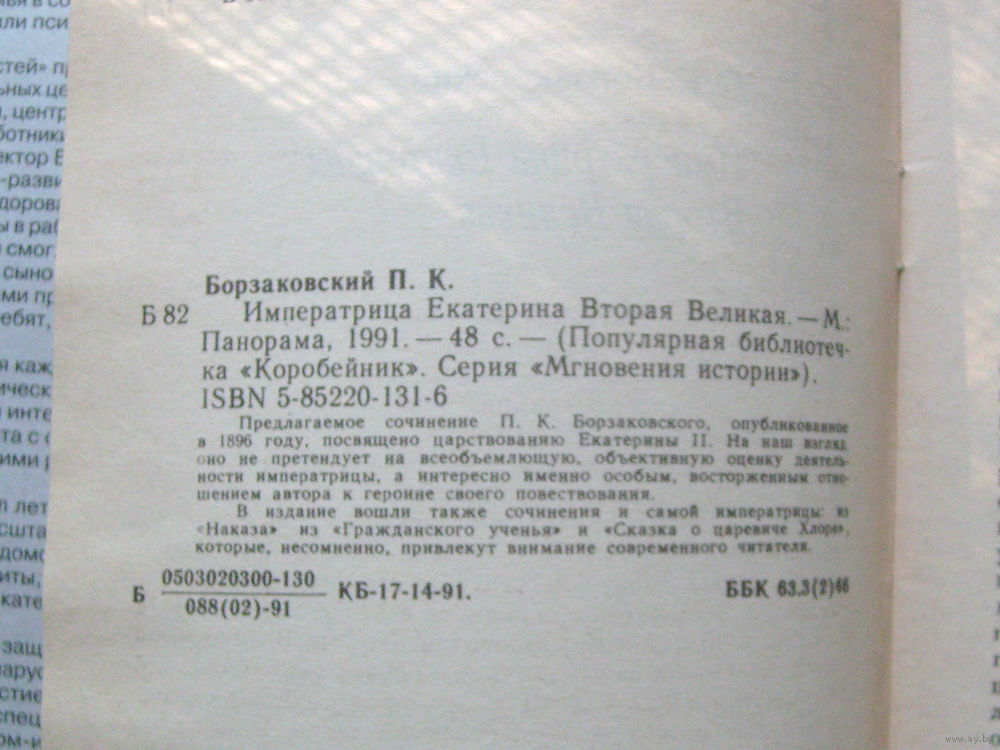 Борзаковский П. К.
Б 82 Императрица Екатерина Вторая Великая. — М.:
Панорама, 1991. — 48 с. — (Популярная библиотеч-
ка «Коробейник». Серия «Мгновения истории»).
ISBN 5-85220-131-6
Предлагаемое сочинение П. К. Борзаковского, опубликованное
в 1896 году, посвящено царствованию Екатерины II. На наш взгляд
оно не претендует на всеобъемлющую, объективную оценку деятель-
ности императрицы, а интересно именно особым, восторженным отно-
шением автора к героине своего повествования.
В издание вошли также сочинения и самой императрицы: из
«Наказа» из «Гражданского ученья» и «Сказка о царевиче Хлоре»,
которые, несомненно, привлекут внимание современного читателя.
Б 0503020300-130 КБ-17-14-91. ББК 63.3(2)46
088(02)-91
www.ay.by